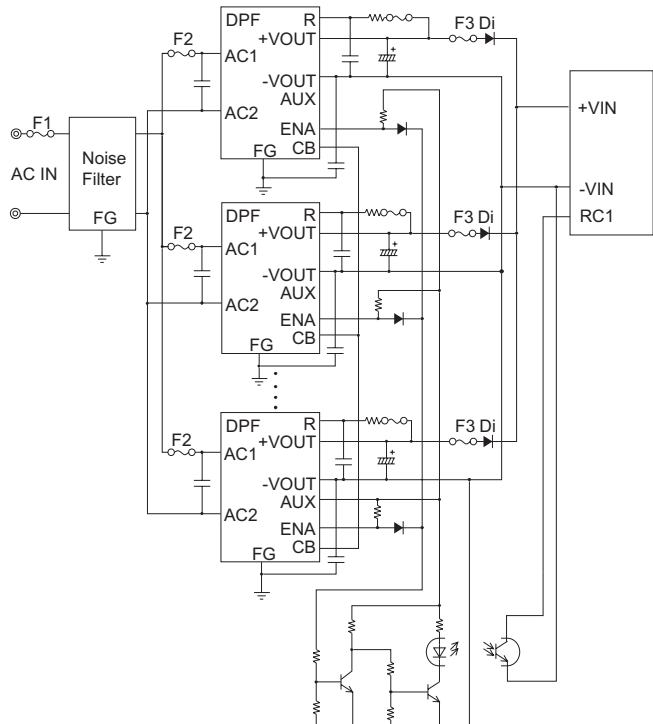 DPF
R
F2
AC1
+VOUT
F3 Di
-VOUT
AUX
+VIN
F1
AC2
ENA
CB
FG
AC IN
Noise
Filter
FG
-VIN
RC1
DPF
R
F2
AC1
+VOUT
F3 Di
-VOUT
AUX
AC2
ENA
CB
FG
DPF
R
F2
AC1
+VOUT
F3 Di
-VOUT
AUX
AC2
ENA
CB
FG